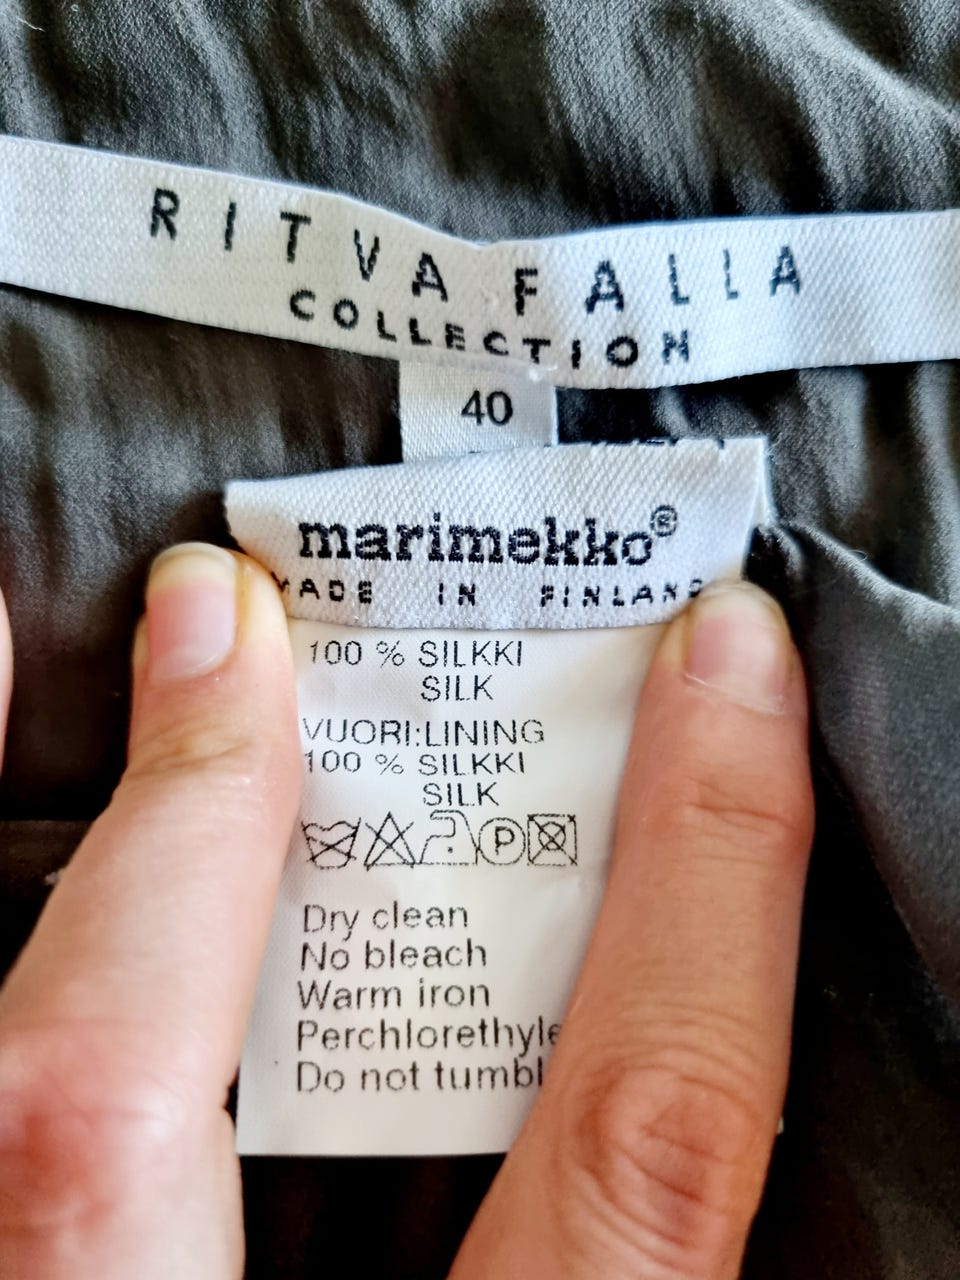 RITVA FALLA
COLLECTION
40
marimekko®
MADE IN FINLAND
100 % SILKKI
SILK
VUORI:LINING
100 % SILKKI
SILK
P
Dry clean
No bleach
Warm iron
Perchlorethyle
Do not tumbl